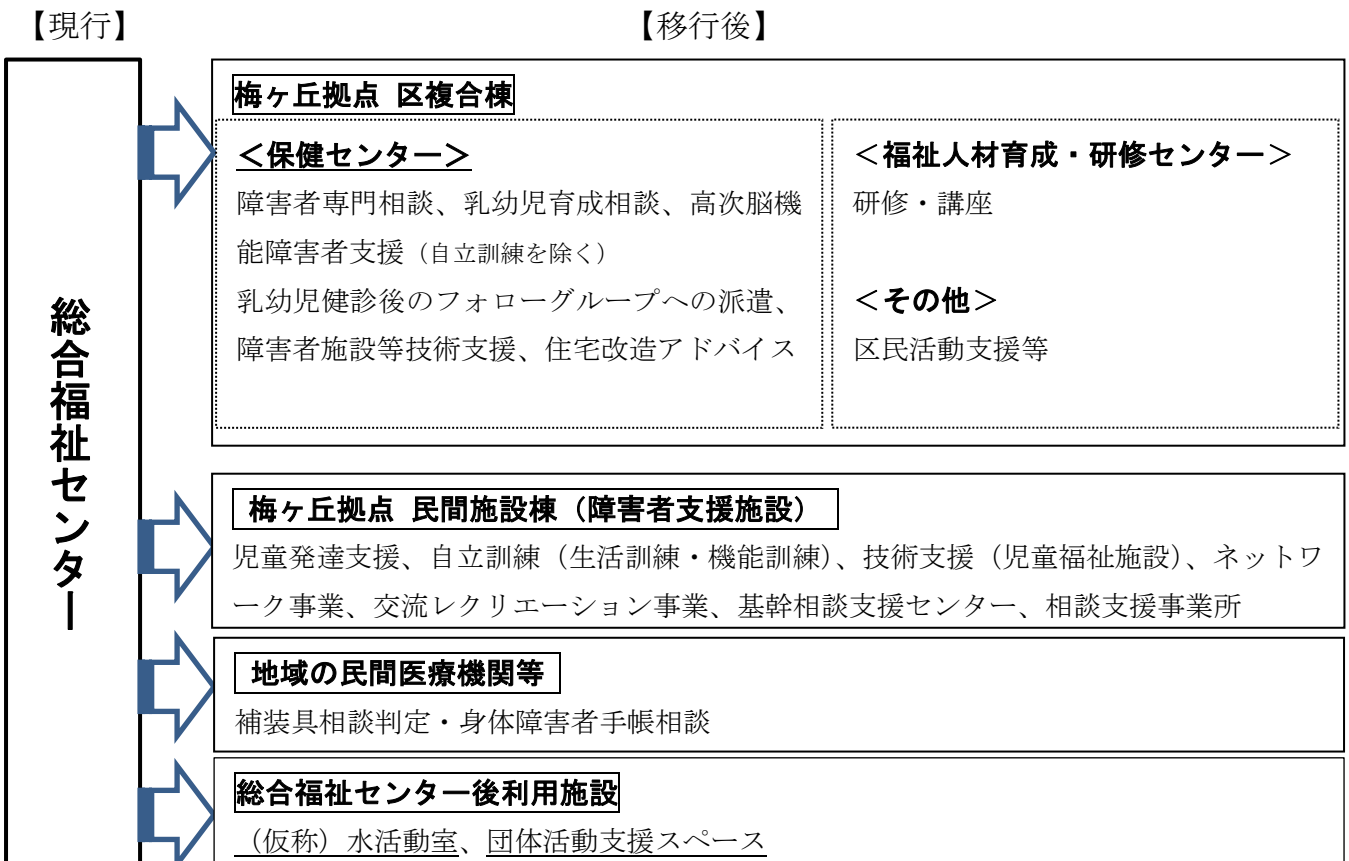 【現行】
【移行後】
総合福祉センター
梅ヶ丘拠点 区複合棟
＜保健センター＞
障害者専門相談、乳幼児育成相談、高次脳機
能障害者支援（自立訓練を除く）
乳幼児健診後のフォローグループへの派遣、
障害者施設等技術支援、住宅改造アドバイス
＜福祉人材育成・研修センター＞
研修・講座
＜その他＞
区民活動支援等
梅ヶ丘拠点 民間施設棟（障害者支援施設）
児童発達支援、自立訓練（生活訓練・機能訓練）、技術支援（児童福祉施設）、ネットワ
ーク事業、交流レクリエーション事業、基幹相談支援センター、相談支援事業所
地域の民間医療機関等
補装具相談判定・身体障害者手帳相談
総合福祉センター後利用施設
（仮称）水活動室、団体活動支援スペース